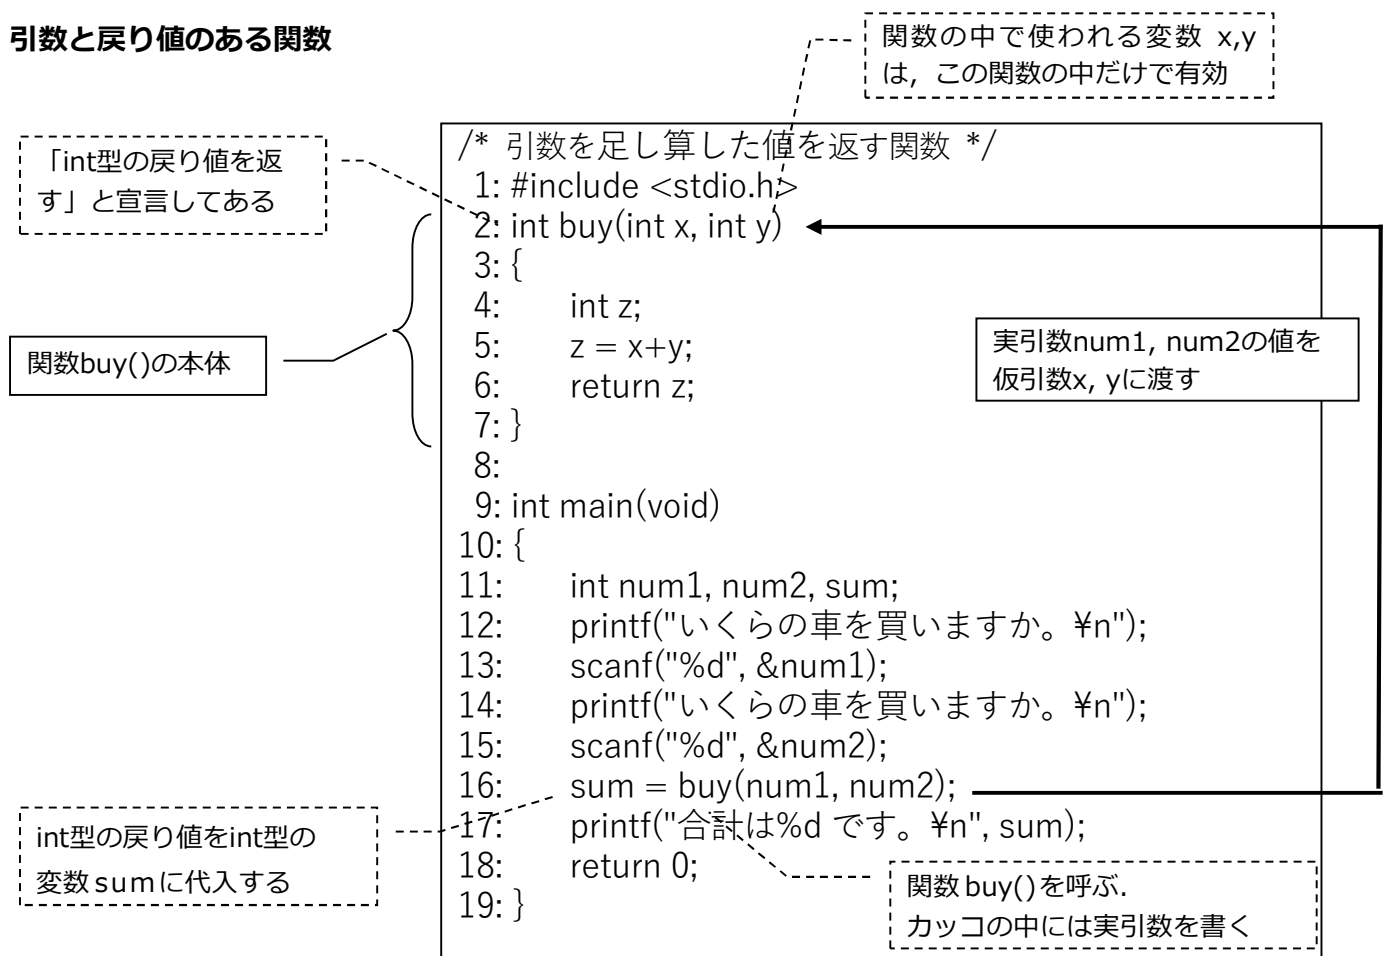 引数と戻り値のある関数
関数の中で使われる変数 x,y
は，この関数の中だけで有効
「int型の戻り値を返
す」と宣言してある
/* 引数を足し算した値を返す関数 */
1: #include <stdio.h>
2: int buy(int x, int y)
3: {
4: int z;
5: z = x+y;
6: return z;
7: }
8:
9: int main(void)
10: {
11: int num1, num2, sum;
12: printf("いくらの車を買いますか。¥n");
13: scanf("%d", &num1);
14: printf("いくらの車を買いますか。¥n");
15: scanf("%d", &num2);
16: sum = buy(num1, num2);
17: printf("合計は%d です。¥n", sum);
18: return 0;
19: }
関数buy()の本体
実引数num1, num2の値を
仮引数x, yに渡す
int型の戻り値をint型の
変数sumに代入する
関数buy()を呼ぶ.
カッコの中には実引数を書く